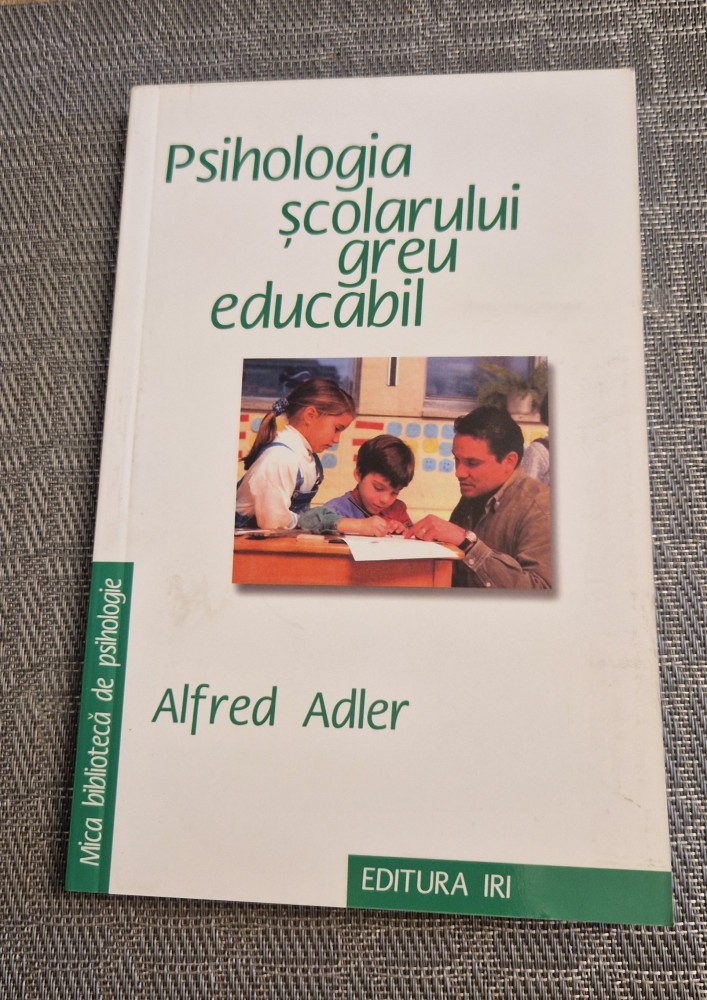 Psihologia
școlarului
greu
educabil
Alfred Adler
Mica bibliotecă de psihologie
EDITURA IRI